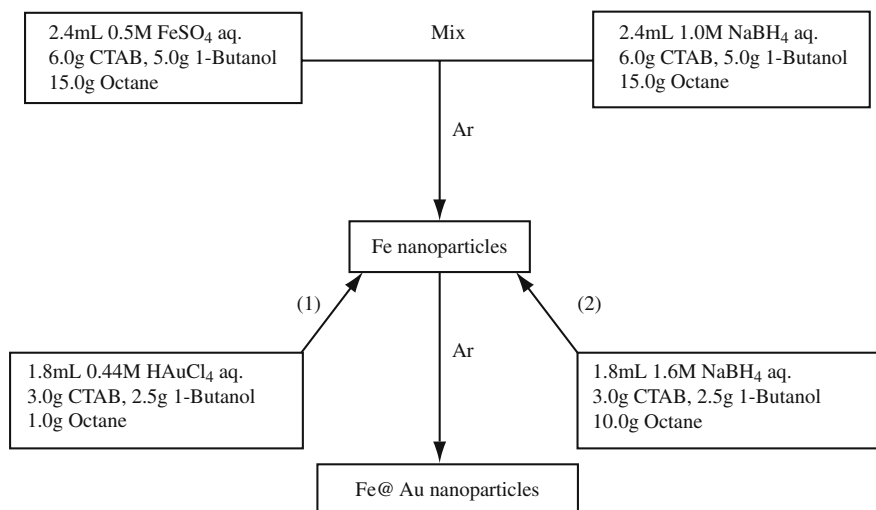 2.4mL 0.5M FeSO₄ aq.
6.0g CTAB, 5.0g 1-Butanol
15.0g Octane
Mix
2.4mL 1.0M NaBH₄ aq.
6.0g CTAB, 5.0g 1-Butanol
15.0g Octane
Ar
Fe nanoparticles
(1)
(2)
Ar
1.8mL 0.44M HAuCl₄ aq.
3.0g CTAB, 2.5g 1-Butanol
1.0g Octane
1.8mL 1.6M NaBH₄ aq.
3.0g CTAB, 2.5g 1-Butanol
10.0g Octane
Fe@ Au nanoparticles